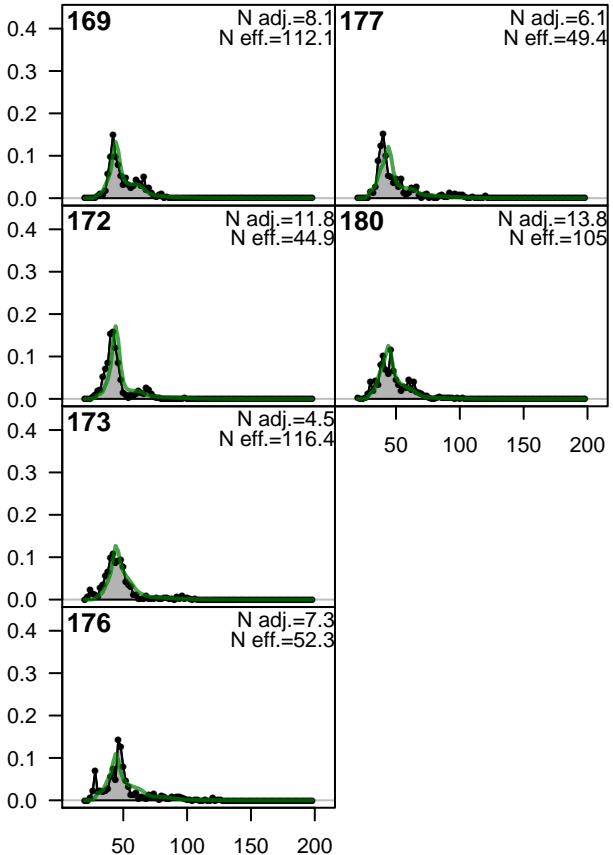 169
N adj.=8.1
N eff.=112.1
0.4
0.3
0.2
0.1
0.0
177
N adj.=6.1
N eff.=49.4
172
N adj.=11.8
N eff.=44.9
0.4
0.3
0.2
0.1
0.0
180
N adj.=13.8
N eff.=105
50 100 150 200
173
N adj.=4.5
N eff.=116.4
0.4
0.3
0.2
0.1
0.0
176
N adj.=7.3
N eff.=52.3
0.4
0.3
0.2
0.1
0.0
50 100 150 200